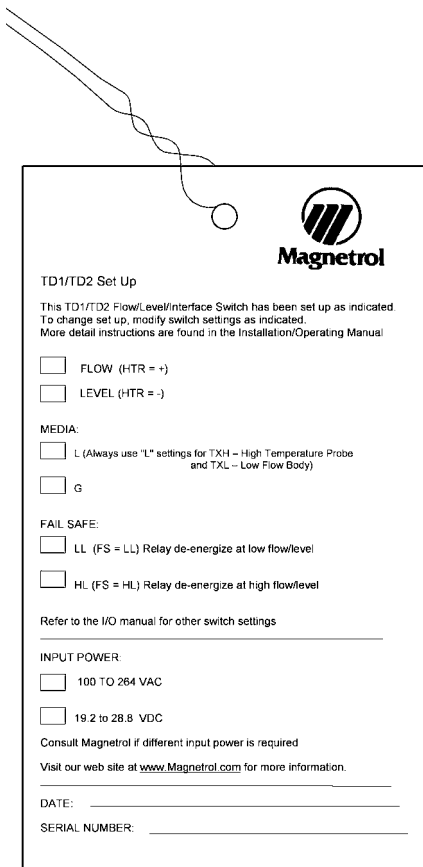 Magnetrol
TD1/TD2 Set Up
This TD1/TD2 Flow/Level/Interface Switch has been set up as indicated.
To change set up, modify switch settings as indicated.
More detail instructions are found in the Installation/Operating Manual
FLOW (HTR = +)
LEVEL (HTR = -)
MEDIA:
L (Always use "L" settings for TXH – High Temperature Probe
and TXL – Low Flow Body)
G
FAIL SAFE:
LL (FS = LL) Relay de-energize at low flow/level
HL (FS = HL) Relay de-energize at high flow/level
Refer to the I/O manual for other switch settings
INPUT POWER:
100 TO 264 VAC
19.2 to 28.8 VDC
Consult Magnetrol if different input power is required
Visit our web site at www.Magnetrol.com for more information.
DATE:
SERIAL NUMBER: